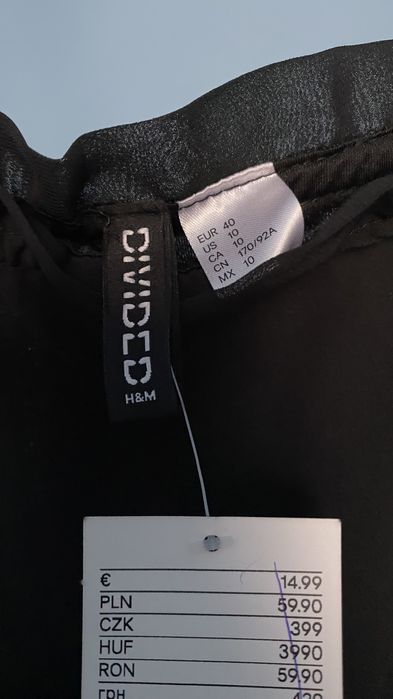 DIVIDED
H&M
EUR 40
US 10
CA 10
CN 170/92A
MX 10
€ 14.99
PLN 59.90
CZK 399
HUF 3990
RON 59.90
ГРН